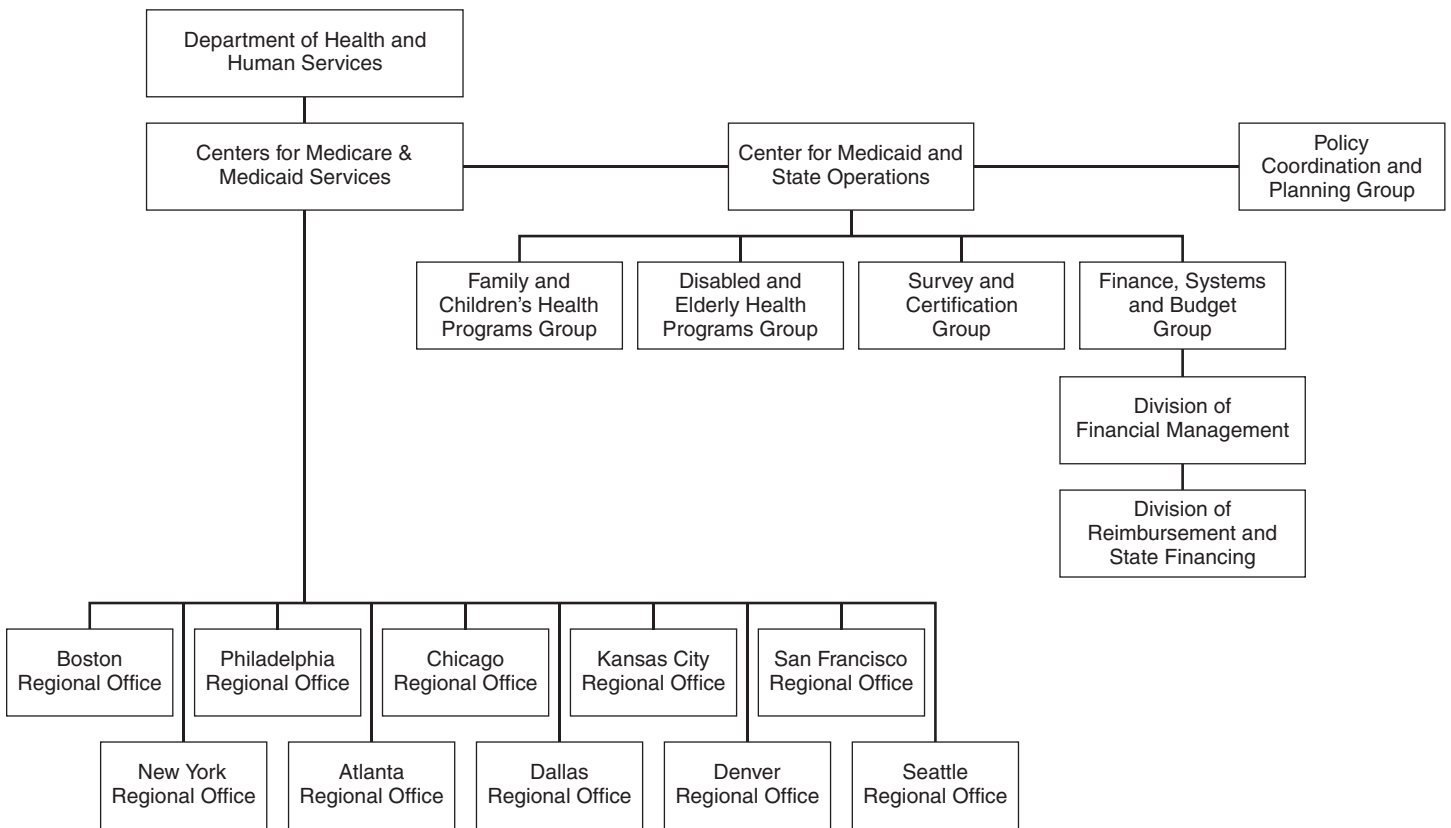 Department of Health and
Human Services
Centers for Medicare &
Medicaid Services
Center for Medicaid and
State Operations
Policy
Coordination and
Planning Group
Family and
Children’s Health
Programs Group
Disabled and
Elderly Health
Programs Group
Survey and
Certification
Group
Finance, Systems
and Budget
Group
Division of
Financial Management
Division of
Reimbursement and
State Financing
Boston
Regional Office
Philadelphia
Regional Office
Chicago
Regional Office
Kansas City
Regional Office
San Francisco
Regional Office
New York
Regional Office
Atlanta
Regional Office
Dallas
Regional Office
Denver
Regional Office
Seattle
Regional Office